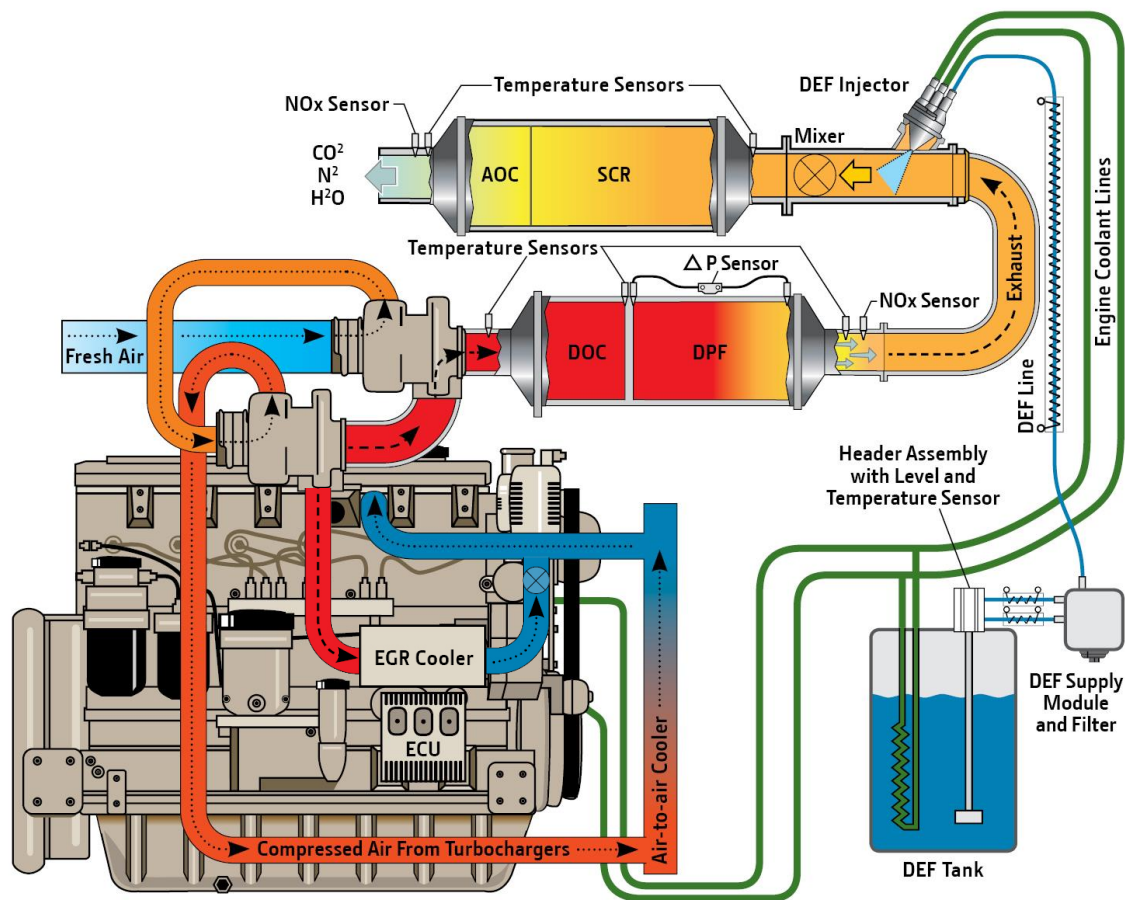 Temperature Sensors
DEF Injector
NOx Sensor
Mixer
CO²
N²
H²O
AOC
SCR
Temperature Sensors
△ P Sensor
NOx Sensor
Exhaust
Engine Coolant Lines
Fresh Air
DOC
DPF
DEF Line
Header Assembly
with Level and
Temperature Sensor
EGR Cooler
ECU
Air-to-air Cooler
DEF Supply
Module
and Filter
Compressed Air From Turbochargers
DEF Tank